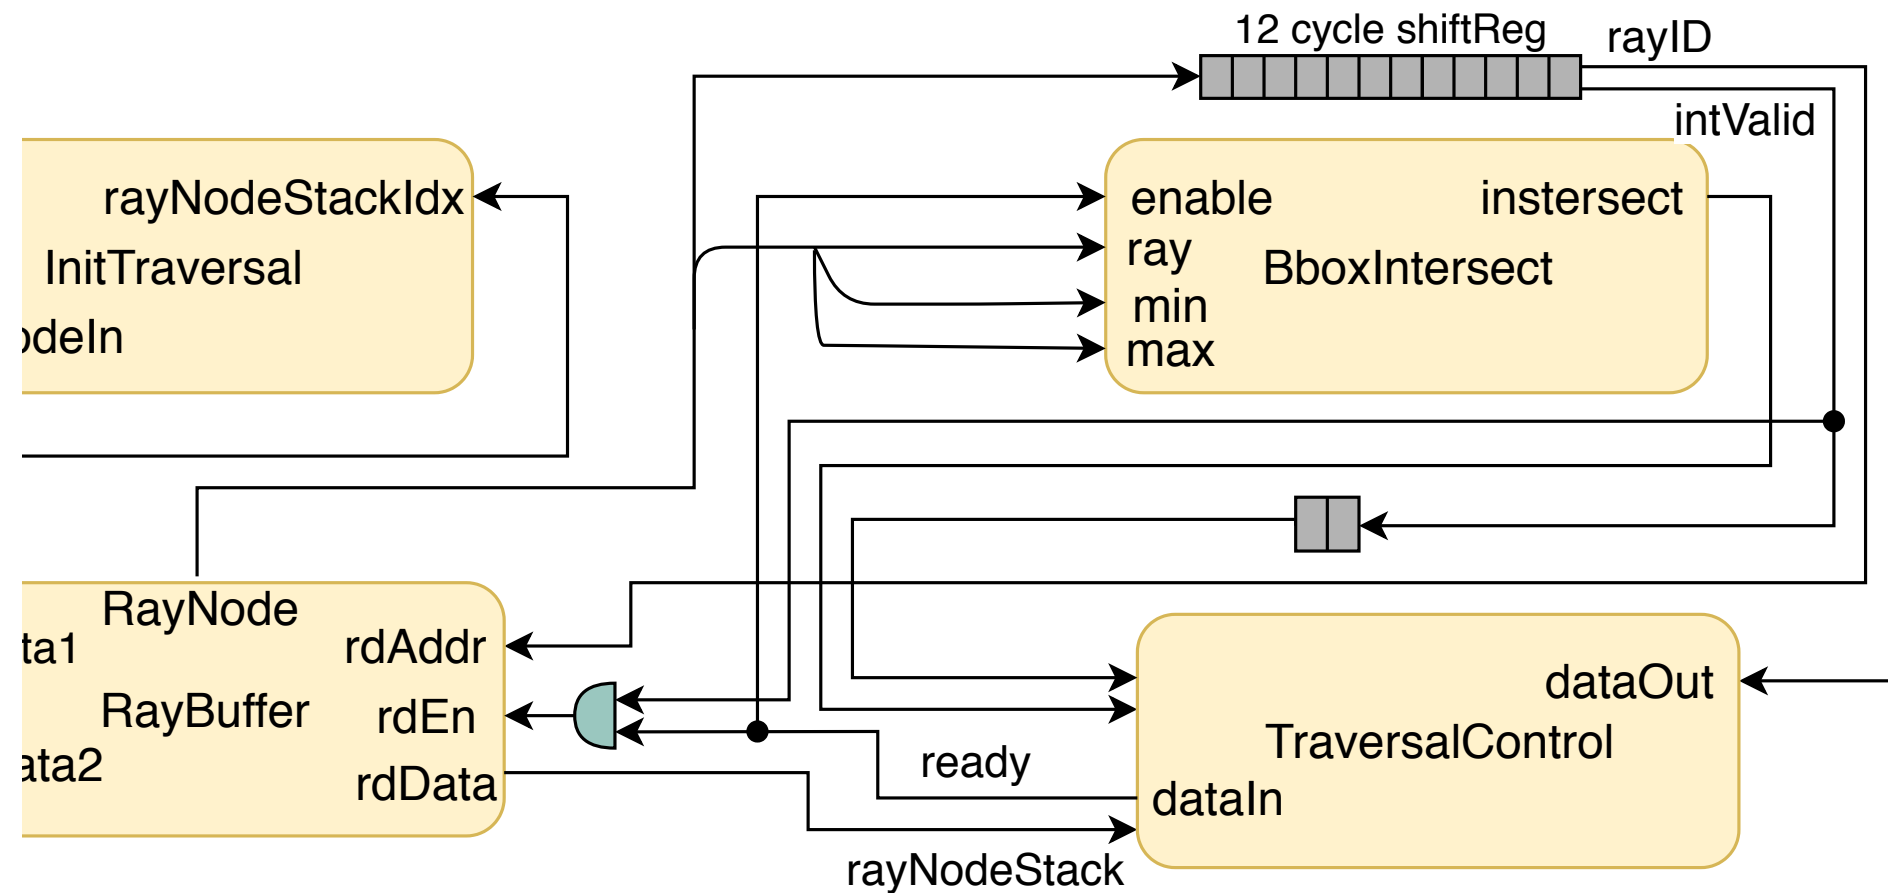 12 cycle shiftReg
rayID
intValid
rayNodeStackIdx
InitTraversal
odeIn
enable
ray
min
max
instersect
BboxIntersect
RayNode
ta1
rdAddr
RayBuffer
rdEn
ata2
rdData
ready
rayNodeStack
dataOut
TraversalControl
dataIn